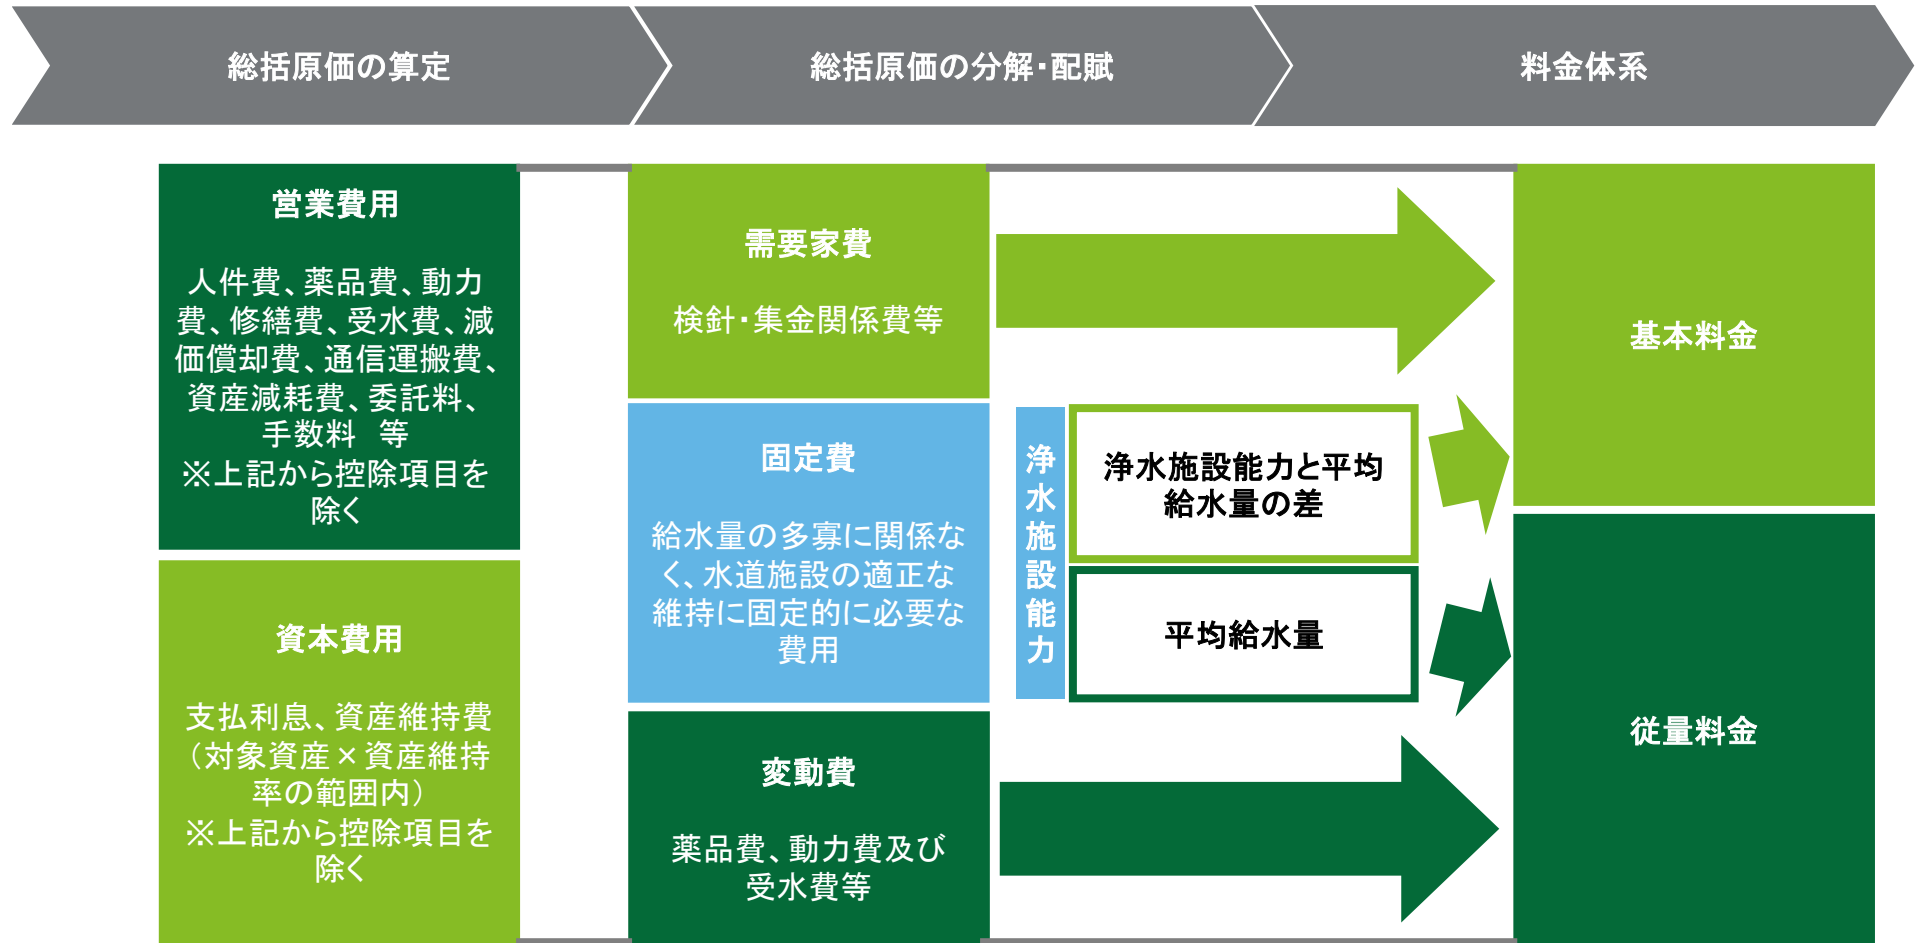 総括原価の算定
総括原価の分解・配賦
料金体系
営業費用
人件費、薬品費、動力
費、修繕費、受水費、減
価償却費、通信運搬費、
資産減耗費、委託料、
手数料　等
※上記から控除項目を
除く
資本費用
支払利息、資産維持費
（対象資産×資産維持
率の範囲内）
※上記から控除項目を
除く
需要家費
検針・集金関係費等
固定費
給水量の多寡に関係な
く、水道施設の適正な
維持に固定的に必要な
費用
変動費
薬品費、動力費及び
受水費等
浄水施設能力
浄水施設能力と平均
給水量の差
平均給水量
基本料金
従量料金